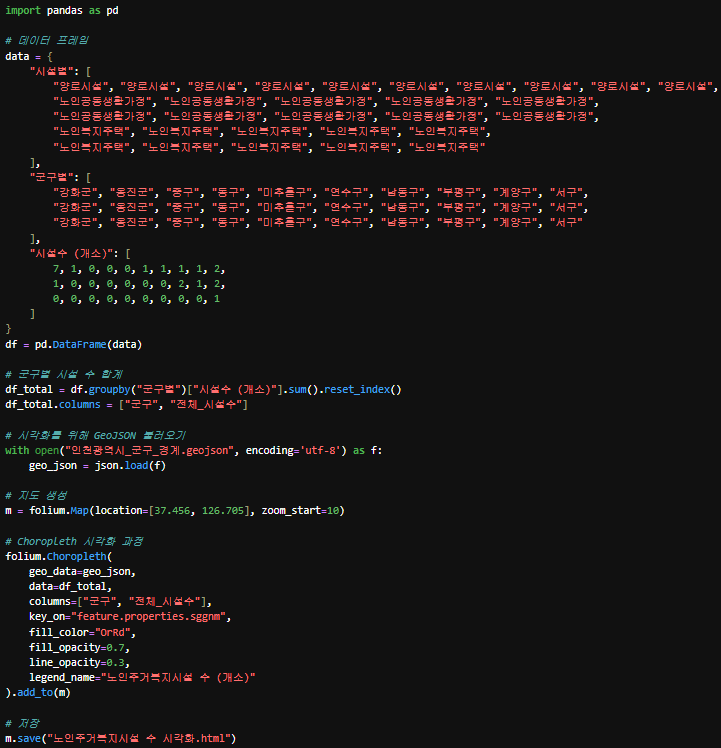 import pandas as pd
# 데이터 프레임
data = {
"시설별": [
"양로시설", "양로시설", "양로시설", "양로시설", "양로시설", "양로시설", "양로시설", "양로시설", "양로시설", "양로시설",
"노인공동생활가정", "노인공동생활가정", "노인공동생활가정", "노인공동생활가정", "노인공동생활가정",
"노인공동생활가정", "노인공동생활가정", "노인공동생활가정", "노인공동생활가정", "노인공동생활가정",
"노인복지주택", "노인복지주택", "노인복지주택", "노인복지주택", "노인복지주택",
"노인복지주택", "노인복지주택", "노인복지주택", "노인복지주택", "노인복지주택"
],
"군구별": [
"강화군", "옹진군", "중구", "동구", "미추홀구", "연수구", "남동구", "부평구", "계양구", "서구",
"강화군", "옹진군", "중구", "동구", "미추홀구", "연수구", "남동구", "부평구", "계양구", "서구",
"강화군", "옹진군", "중구", "동구", "미추홀구", "연수구", "남동구", "부평구", "계양구", "서구"
],
"시설수 (개소)": [
7, 1, 0, 0, 0, 1, 1, 1, 1, 2,
1, 0, 0, 0, 0, 0, 0, 2, 1, 2,
0, 0, 0, 0, 0, 0, 0, 0, 0, 1
]
}
df = pd.DataFrame(data)
# 군구별 시설 수 합계
df_total = df.groupby("군구별")["시설수 (개소)"].sum().reset_index()
df_total.columns = ["군구", "전체_시설수"]
# 시각화를 위해 GeoJSON 불러오기
with open("인천광역시_군구_경계.geojson", encoding='utf-8') as f:
geo_json = json.load(f)
# 지도 생성
m = folium.Map(location=[37.456, 126.705], zoom_start=10)
# Choropleth 시각화 과정
folium.Choropleth(
geo_data=geo_json,
data=df_total,
columns=["군구", "전체_시설수"],
key_on="feature.properties.sggnm",
fill_color="OrRd",
fill_opacity=0.7,
line_opacity=0.3,
legend_name="노인주거복지시설 수 (개소)"
).add_to(m)
# 저장
m.save("노인주거복지시설 수 시각화.html")